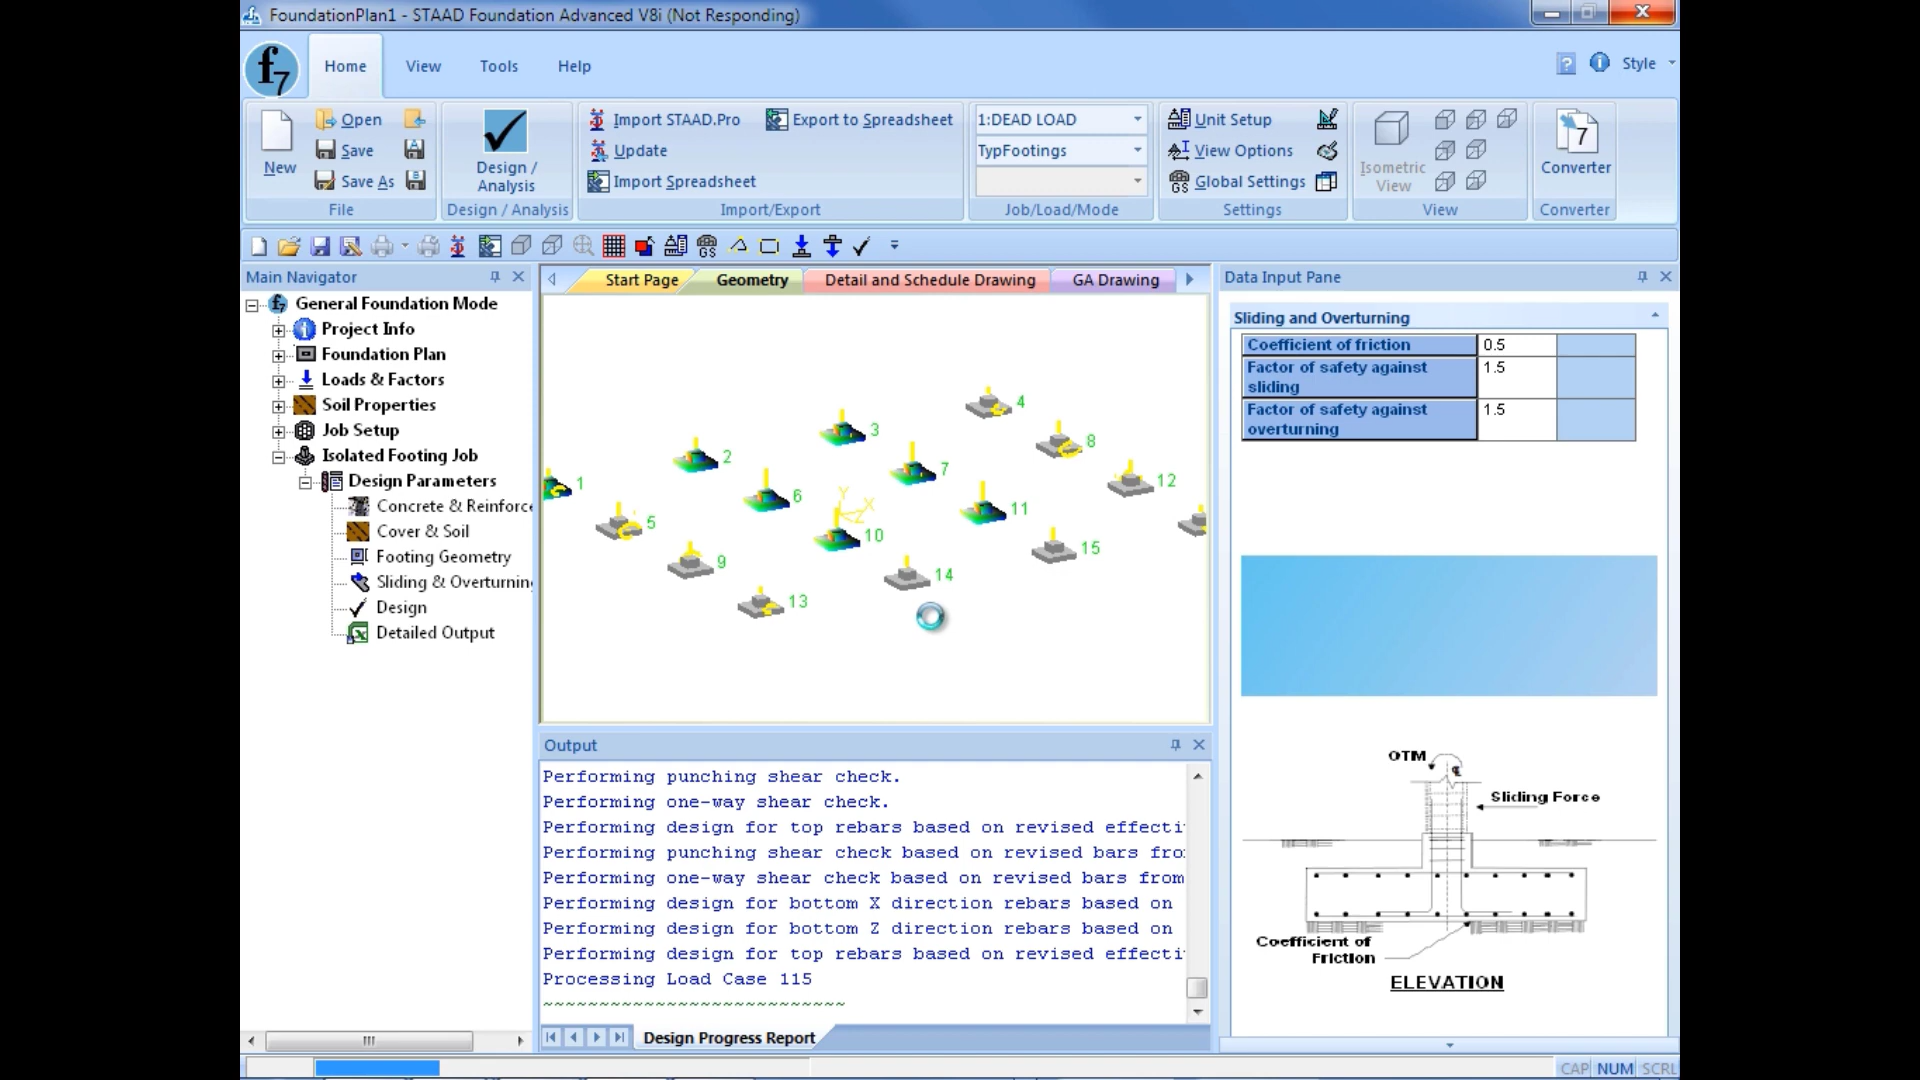 FoundationPlan1 - STAAD Foundation Advanced V8i (Not Responding)
f7
Home
View
Tools
Help
Style
New
Open
Save
Save As
File
Design /
Analysis
Design / Analysis
Import STAAD.Pro
Update
Import Spreadsheet
Export to Spreadsheet
Import/Export
1:DEAD LOAD
TypFootings
Job/Load/Mode
Unit Setup
View Options
GS
Global Settings
Settings
Isometric
View
View
7
Converter
Converter
GS
Main Navigator
General Foundation Mode
Project Info
Foundation Plan
Loads & Factors
Soil Properties
Job Setup
Isolated Footing Job
Design Parameters
Concrete & Reinforce
Cover & Soil
Footing Geometry
Sliding & Overturnin
Design
Detailed Output
Start Page
Geometry
Detail and Schedule Drawing
GA Drawing
4
3
8
2
7
12
1
6
11
5
10
15
9
14
13
Y
X
Z
Output
Performing punching shear check.
Performing one-way shear check.
Performing design for top rebars based on revised effecti
Performing punching shear check based on revised bars fro
Performing one-way shear check based on revised bars from
Performing design for bottom X direction rebars based on
Performing design for bottom Z direction rebars based on
Performing design for top rebars based on revised effecti
Processing Load Case 115
~~~~~~~~~~~~~~~~~~~~~~~~~~~
Design Progress Report
Data Input Pane
Sliding and Overturning
Coefficient of friction 0.5
Factor of safety against 1.5
sliding
Factor of safety against 1.5
overturning
OTM
Sliding Force
Coefficient of
Friction
ELEVATION
CAP NUM SCRL